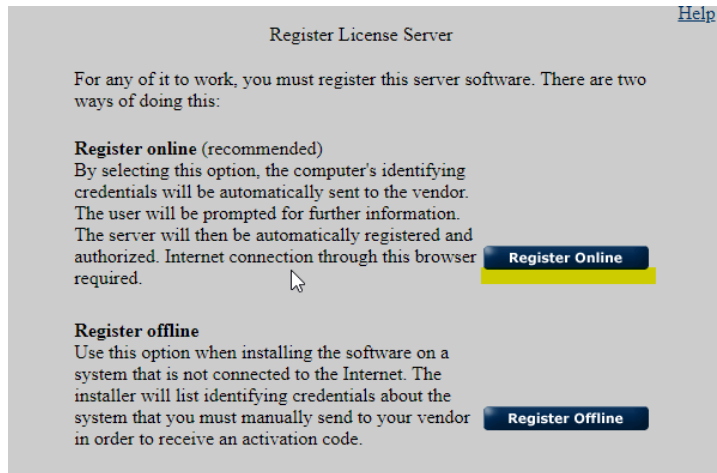 Help
Register License Server
For any of it to work, you must register this server software. There are two
ways of doing this:
Register online (recommended)
By selecting this option, the computer's identifying
credentials will be automatically sent to the vendor.
The user will be prompted for further information.
The server will then be automatically registered and
authorized. Internet connection through this browser
required.
Register Online
Register offline
Use this option when installing the software on a
system that is not connected to the Internet. The
installer will list identifying credentials about the
system that you must manually send to your vendor
in order to receive an activation code.
Register Offline